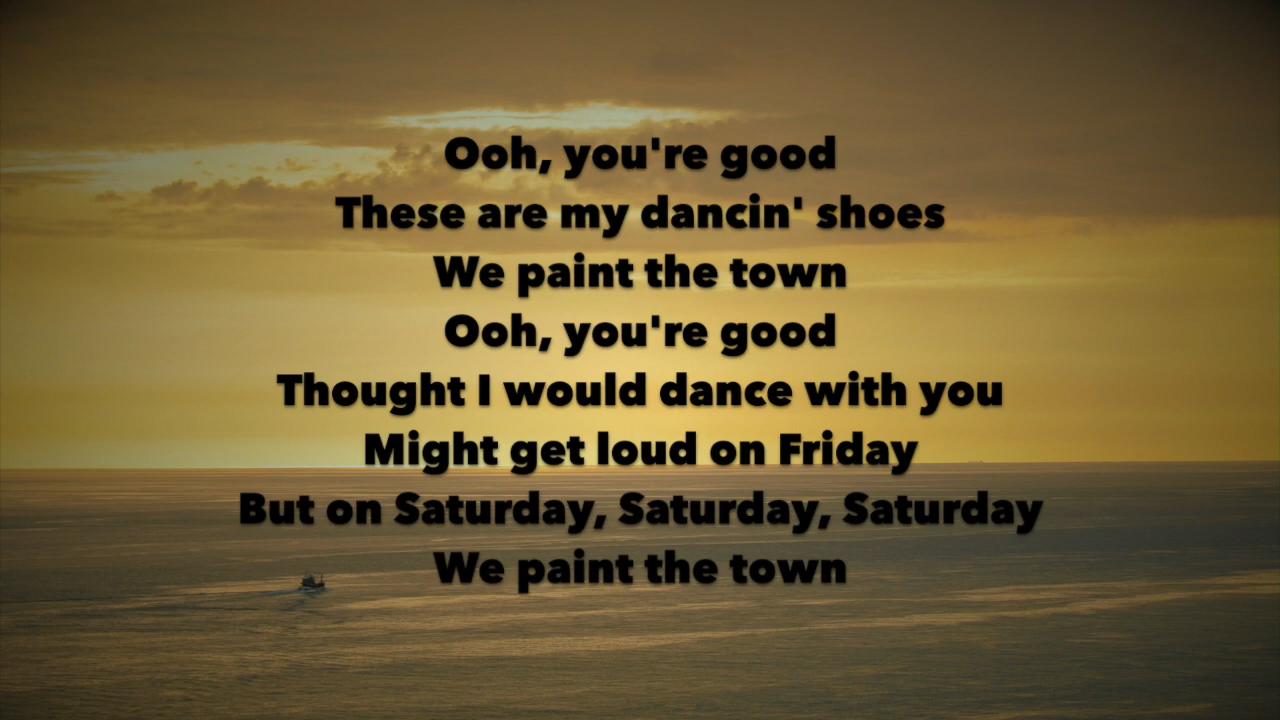 Ooh, you're good
These are my dancin' shoes
We paint the town
Ooh, you're good
Thought I would dance with you
Might get loud on Friday
But on Saturday, Saturday, Saturday
We paint the town